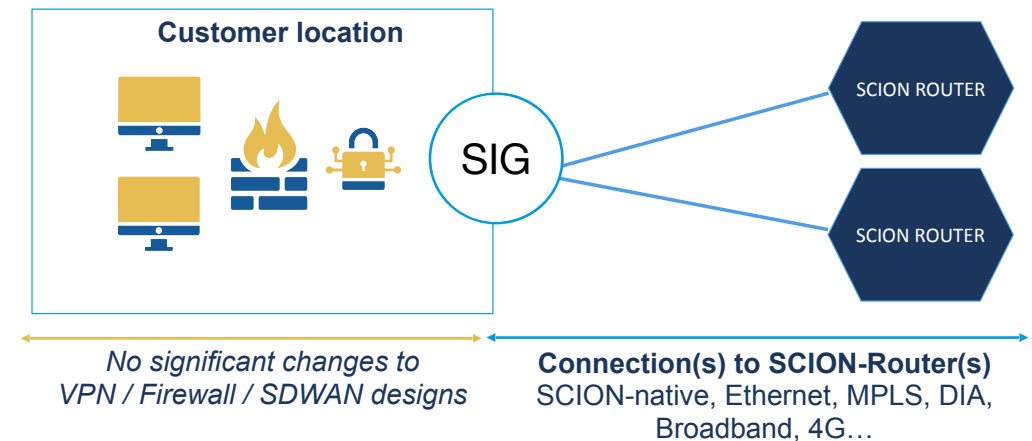 Customer location
SIG
SCION ROUTER
SCION ROUTER
No significant changes to
VPN / Firewall / SDWAN designs
Connection(s) to SCION-Router(s)
SCION-native, Ethernet, MPLS, DIA,
Broadband, 4G…